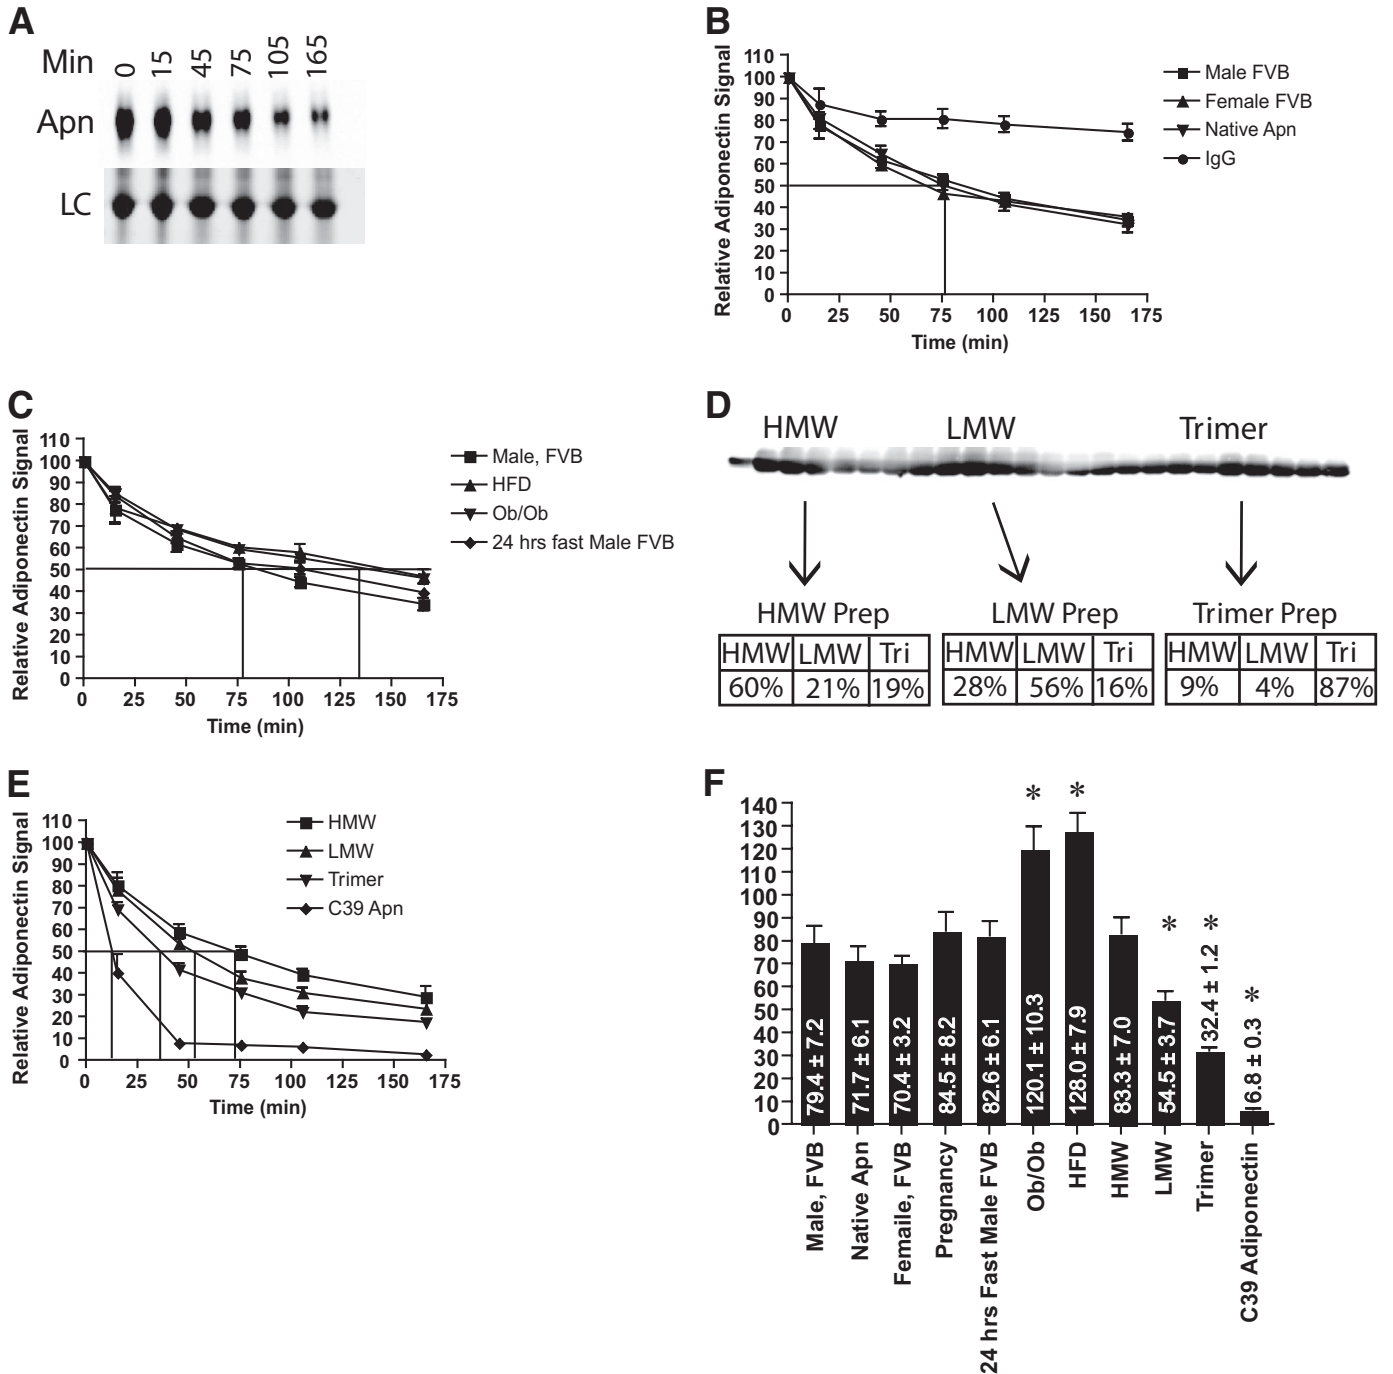 A
Min 0 15 45 75 105 165
Apn
LC
B
Relative Adiponectin Signal
110
100
90
80
70
60
50
40
30
20
10
0
0 25 50 75 100 125 150 175
Time (min)
Male FVB
Female FVB
Native Apn
IgG
C
Relative Adiponectin Signal
110
100
90
80
70
60
50
40
30
20
10
0
0 25 50 75 100 125 150 175
Time (min)
Male, FVB
HFD
Ob/Ob
24 hrs fast Male FVB
D
HMW LMW Trimer
HMW Prep LMW Prep Trimer Prep
HMW LMW Tri HMW LMW Tri HMW LMW Tri
60% 21% 19% 28% 56% 16% 9% 4% 87%
E
Relative Adiponectin Signal
110
100
90
80
70
60
50
40
30
20
10
0
0 25 50 75 100 125 150 175
Time (min)
HMW
LMW
Trimer
C39 Apn
F
140
130
120
110
100
90
80
70
60
50
40
30
20
10
0
* * * * *
79.4 ± 7.2
71.7 ± 6.1
70.4 ± 3.2
84.5 ± 8.2
82.6 ± 6.1
120.1 ± 10.3
128.0 ± 7.9
83.3 ± 7.0
54.5 ± 3.7
32.4 ± 1.2
6.8 ± 0.3
Male, FVB
Native Apn
Femaile, FVB
Pregnancy
24 hrs Fast Male FVB
Ob/Ob
HFD
HMW
LMW
Trimer
C39 Adiponectin